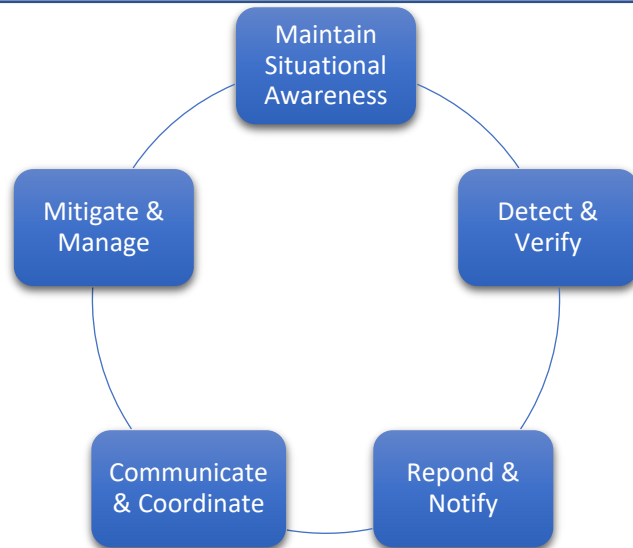 Maintain
Situational
Awareness
Detect &
Verify
Repond &
Notify
Communicate
& Coordinate
Mitigate &
Manage